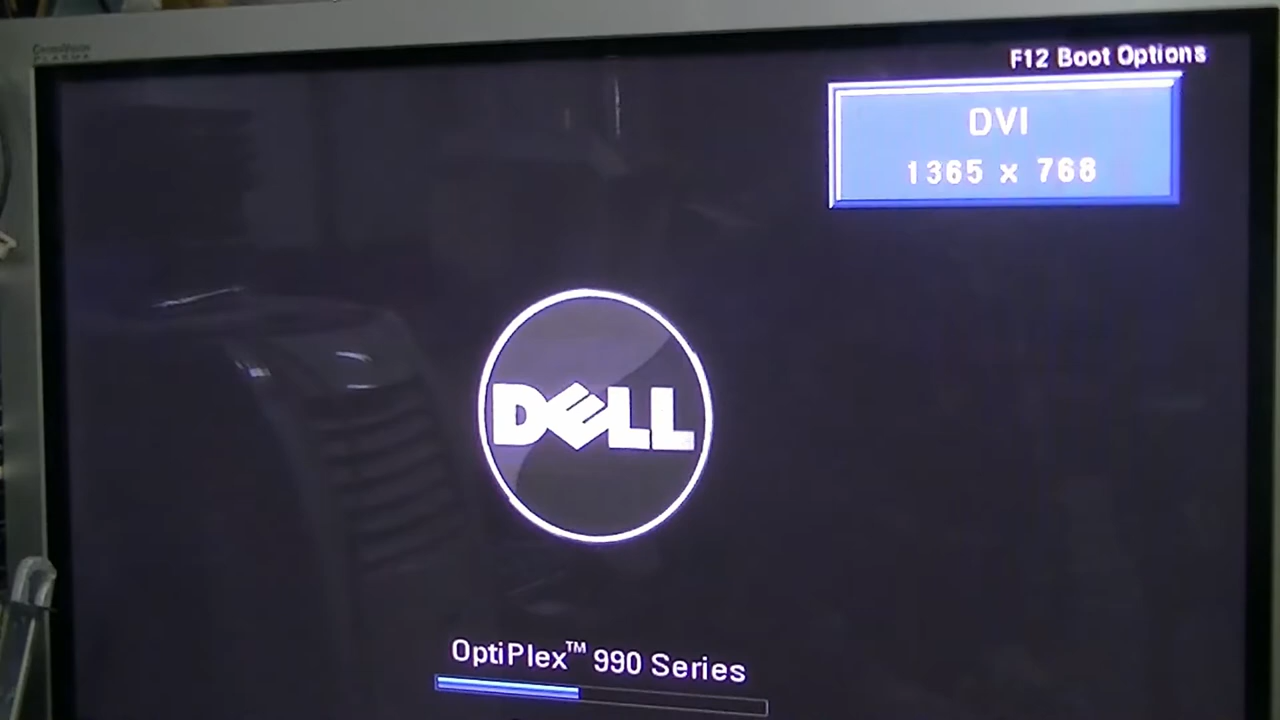 F12 Boot Options
DVI
1365 x 768
DELL
OptiPlex™ 990 Series